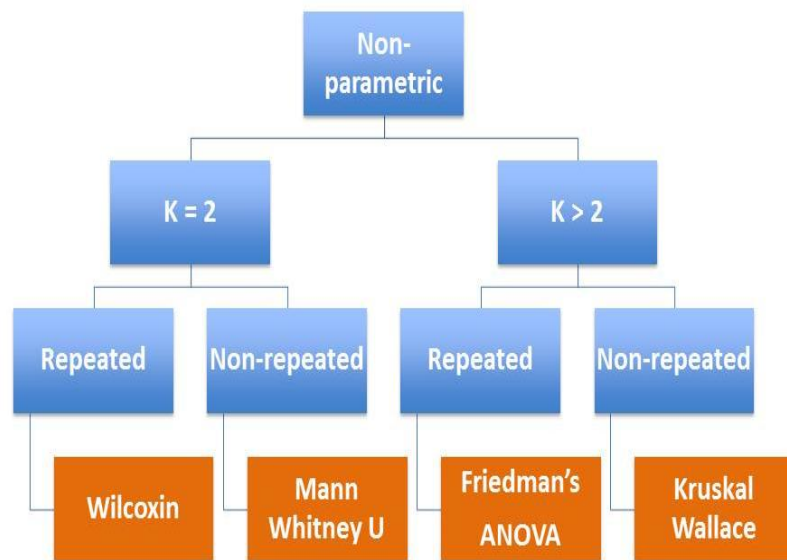 Non-
parametric
K = 2
K > 2
Repeated
Non-repeated
Repeated
Non-repeated
Wilcoxin
Mann
Whitney U
Friedman's
ANOVA
Kruskal
Wallace